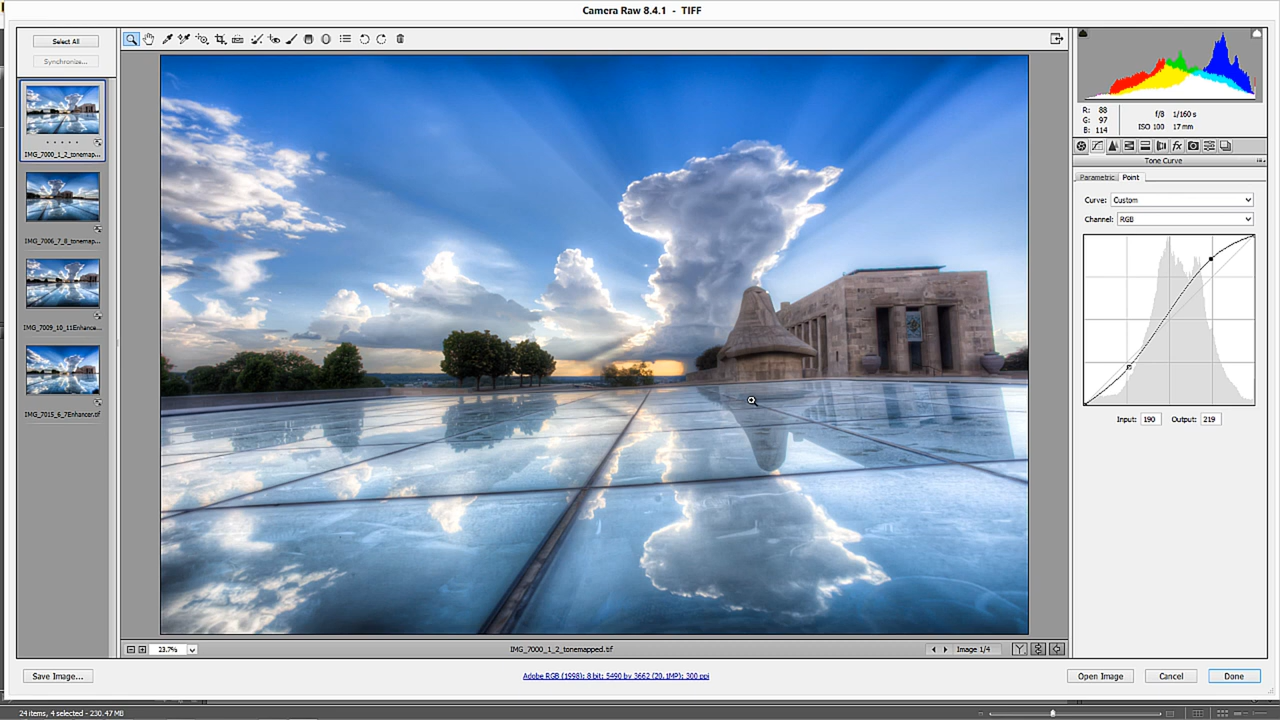 Camera Raw 8.4.1 - TIFF
Select All
Synchronize...
IMG_7000_1_2_tonemap...
IMG_7006_7_8_tonemap...
IMG_7009_10_11Enhance...
IMG_7015_6_7Enhancer.tif
R: 88
G: 97
B: 114
f/8 1/160 s
ISO 100 17 mm
Tone Curve
Parametric Point
Curve: Custom
Channel: RGB
Input: 190 Output: 219
23.7%
IMG_7000_1_2_tonemapped.tif
Image 1/4
Save Image...
Adobe RGB (1998); 8 bit; 5490 by 3662 (20.1MP); 300 ppi
Open Image
Cancel
Done
24 items, 4 selected - 230.47 MB